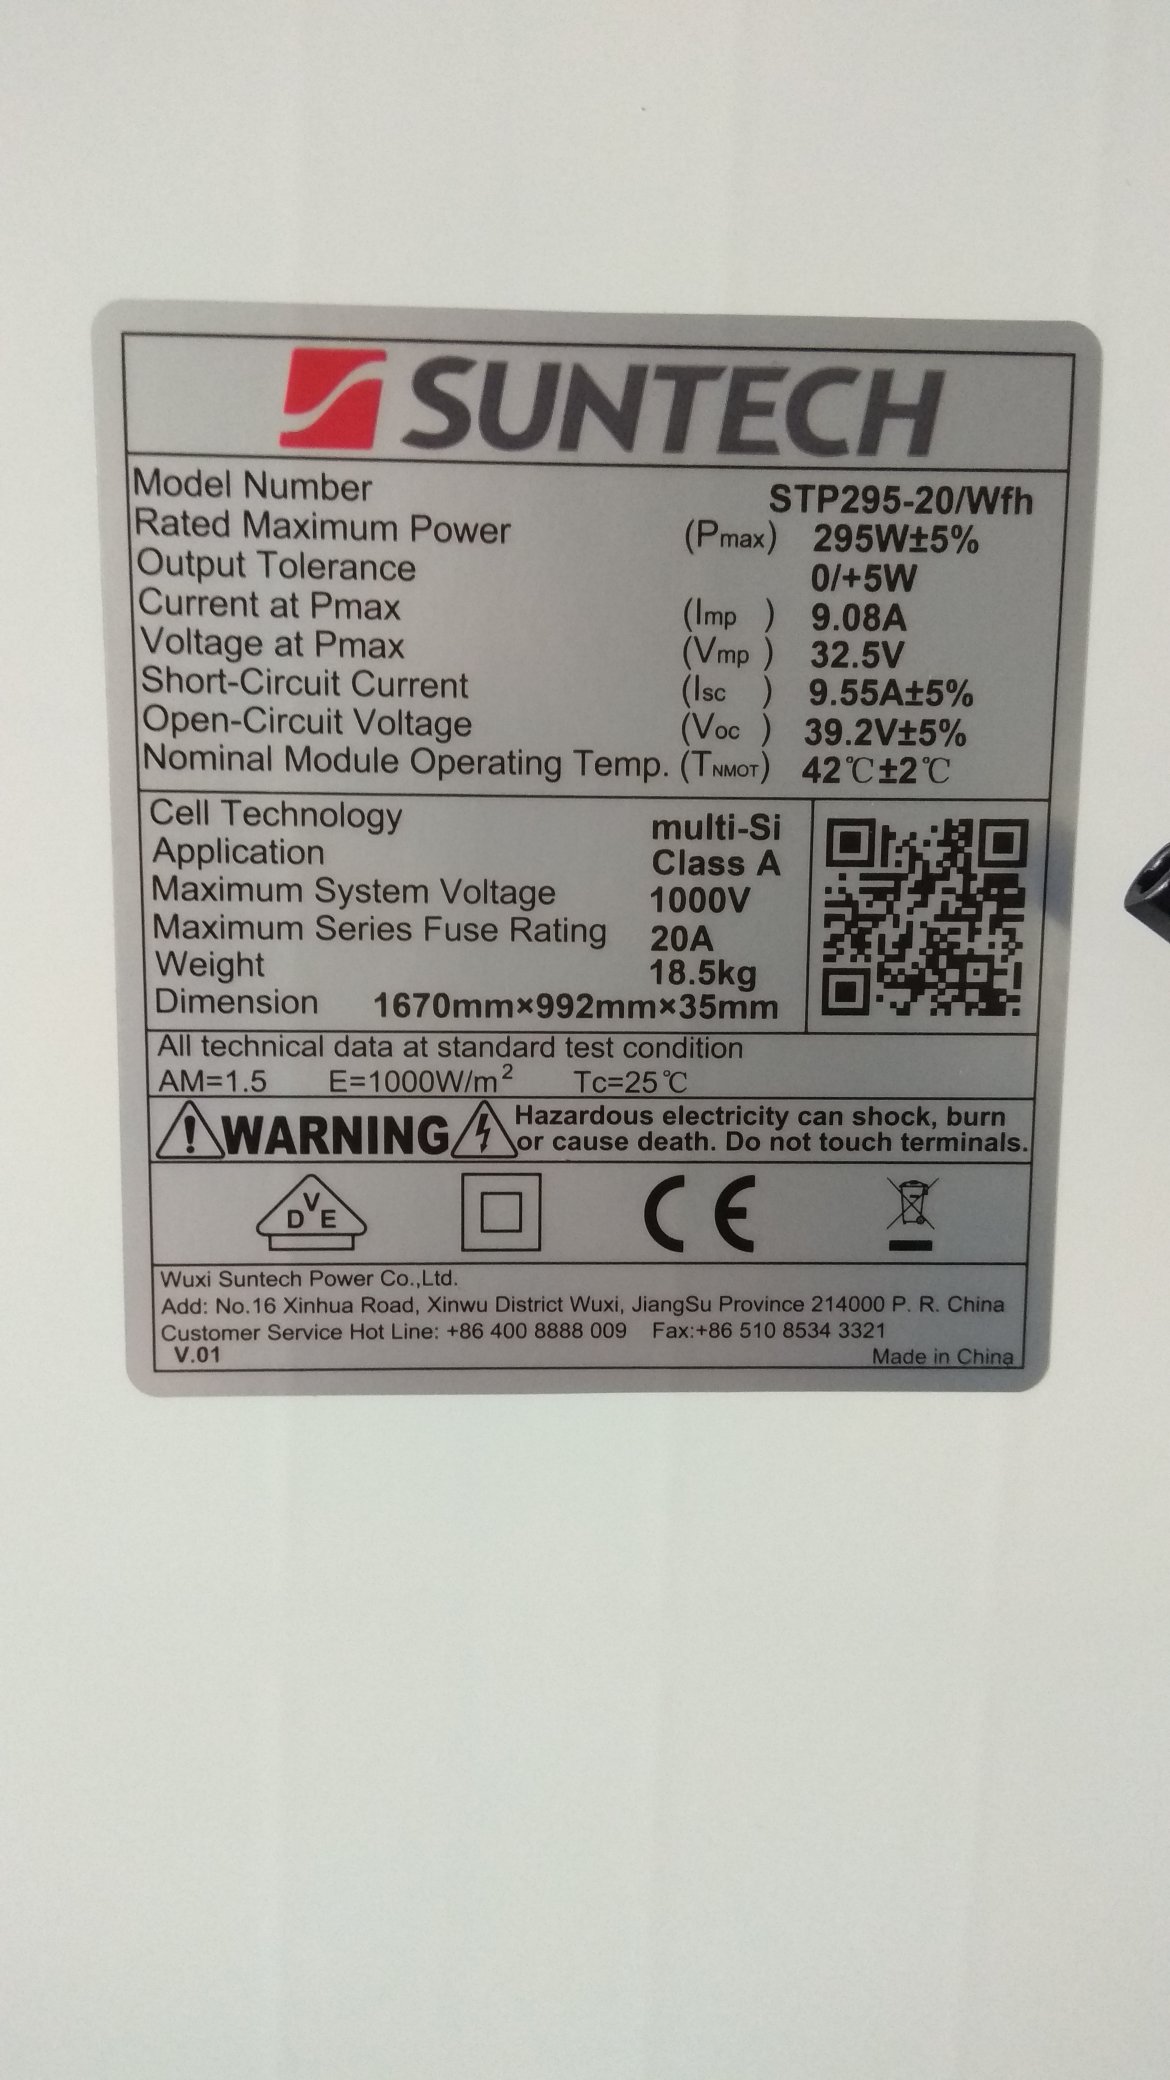 SUNTECH
Model Number STP295-20/Wfh
Rated Maximum Power (Pmax) 295W±5%
Output Tolerance 0/+5W
Current at Pmax (Imp ) 9.08A
Voltage at Pmax (Vmp ) 32.5V
Short-Circuit Current (Isc ) 9.55A±5%
Open-Circuit Voltage (Voc ) 39.2V±5%
Nominal Module Operating Temp. (TNMOT) 42℃±2℃
Cell Technology multi-Si
Application Class A
Maximum System Voltage 1000V
Maximum Series Fuse Rating 20A
Weight 18.5kg
Dimension 1670mm×992mm×35mm
All technical data at standard test condition
AM=1.5 E=1000W/m² Tc=25℃
WARNING Hazardous electricity can shock, burn
or cause death. Do not touch terminals.
DVE CE
Wuxi Suntech Power Co.,Ltd.
Add: No.16 Xinhua Road, Xinwu District Wuxi, JiangSu Province 214000 P. R. China
Customer Service Hot Line: +86 400 8888 009 Fax:+86 510 8534 3321
V.01 Made in China